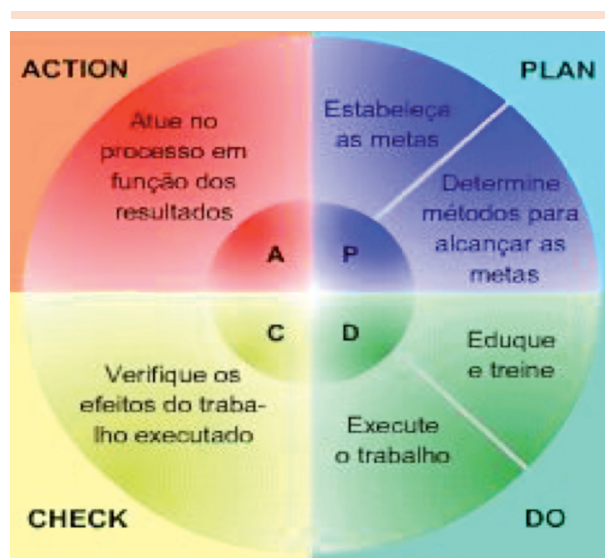 ACTION
PLAN
Atue no
processo em
função dos
resultados
Estabeleça
as metas
Determine
métodos para
alcançar as
metas
A
P
C
D
Verifique os
efeitos do traba-
lho executado
Eduque
e treine
Execute
o trabalho
CHECK
DO